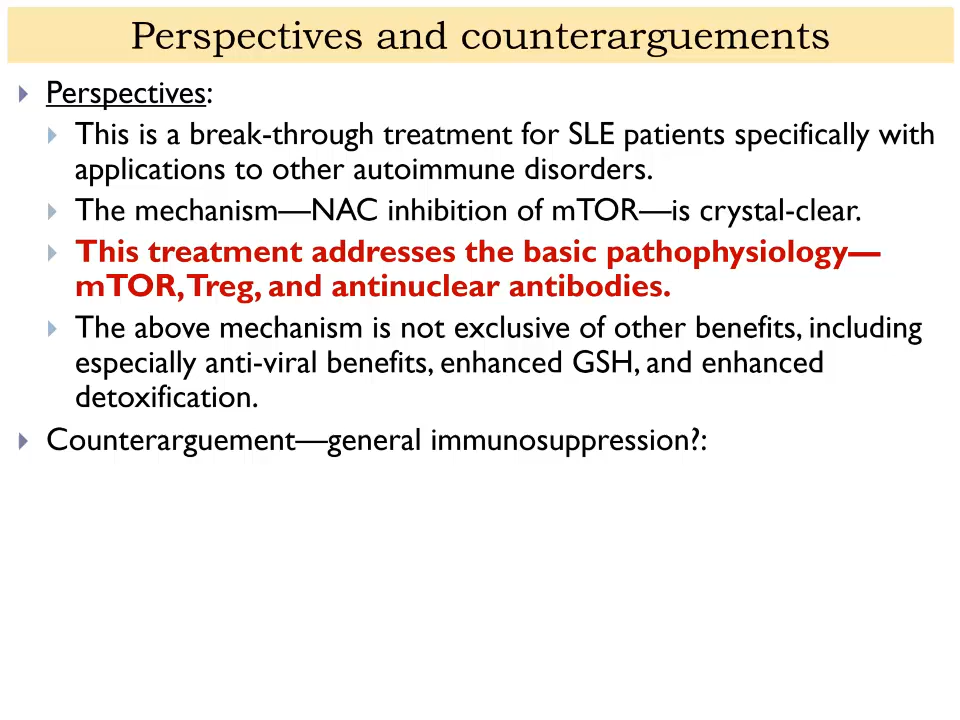 Perspectives and counterarguements
Perspectives:
This is a break-through treatment for SLE patients specifically with
applications to other autoimmune disorders.
The mechanism—NAC inhibition of mTOR—is crystal-clear.
This treatment addresses the basic pathophysiology—
mTOR, Treg, and antinuclear antibodies.
The above mechanism is not exclusive of other benefits, including
especially anti-viral benefits, enhanced GSH, and enhanced
detoxification.
Counterarguement—general immunosuppression?: